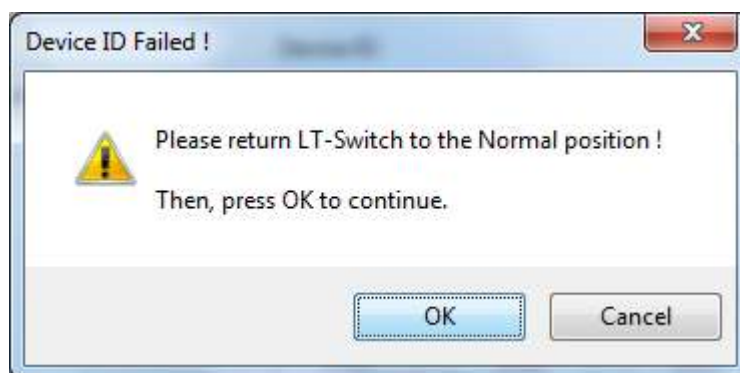 Device ID Failed !
Please return LT-Switch to the Normal position !
Then, press OK to continue.
OK
Cancel